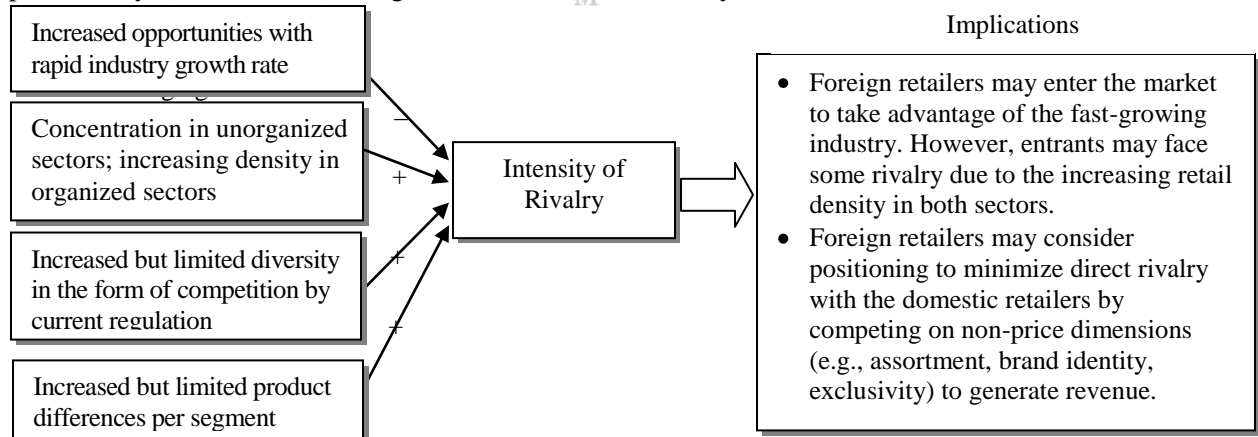 Implications
Increased opportunities with
rapid industry growth rate
Concentration in unorganized
sectors; increasing density in
organized sectors
Increased but limited diversity
in the form of competition by
current regulation
Increased but limited product
differences per segment
–
+
+
+
Intensity of
Rivalry
• Foreign retailers may enter the market
to take advantage of the fast-growing
industry. However, entrants may face
some rivalry due to the increasing retail
density in both sectors.
• Foreign retailers may consider
positioning to minimize direct rivalry
with the domestic retailers by
competing on non-price dimensions
(e.g., assortment, brand identity,
exclusivity) to generate revenue.